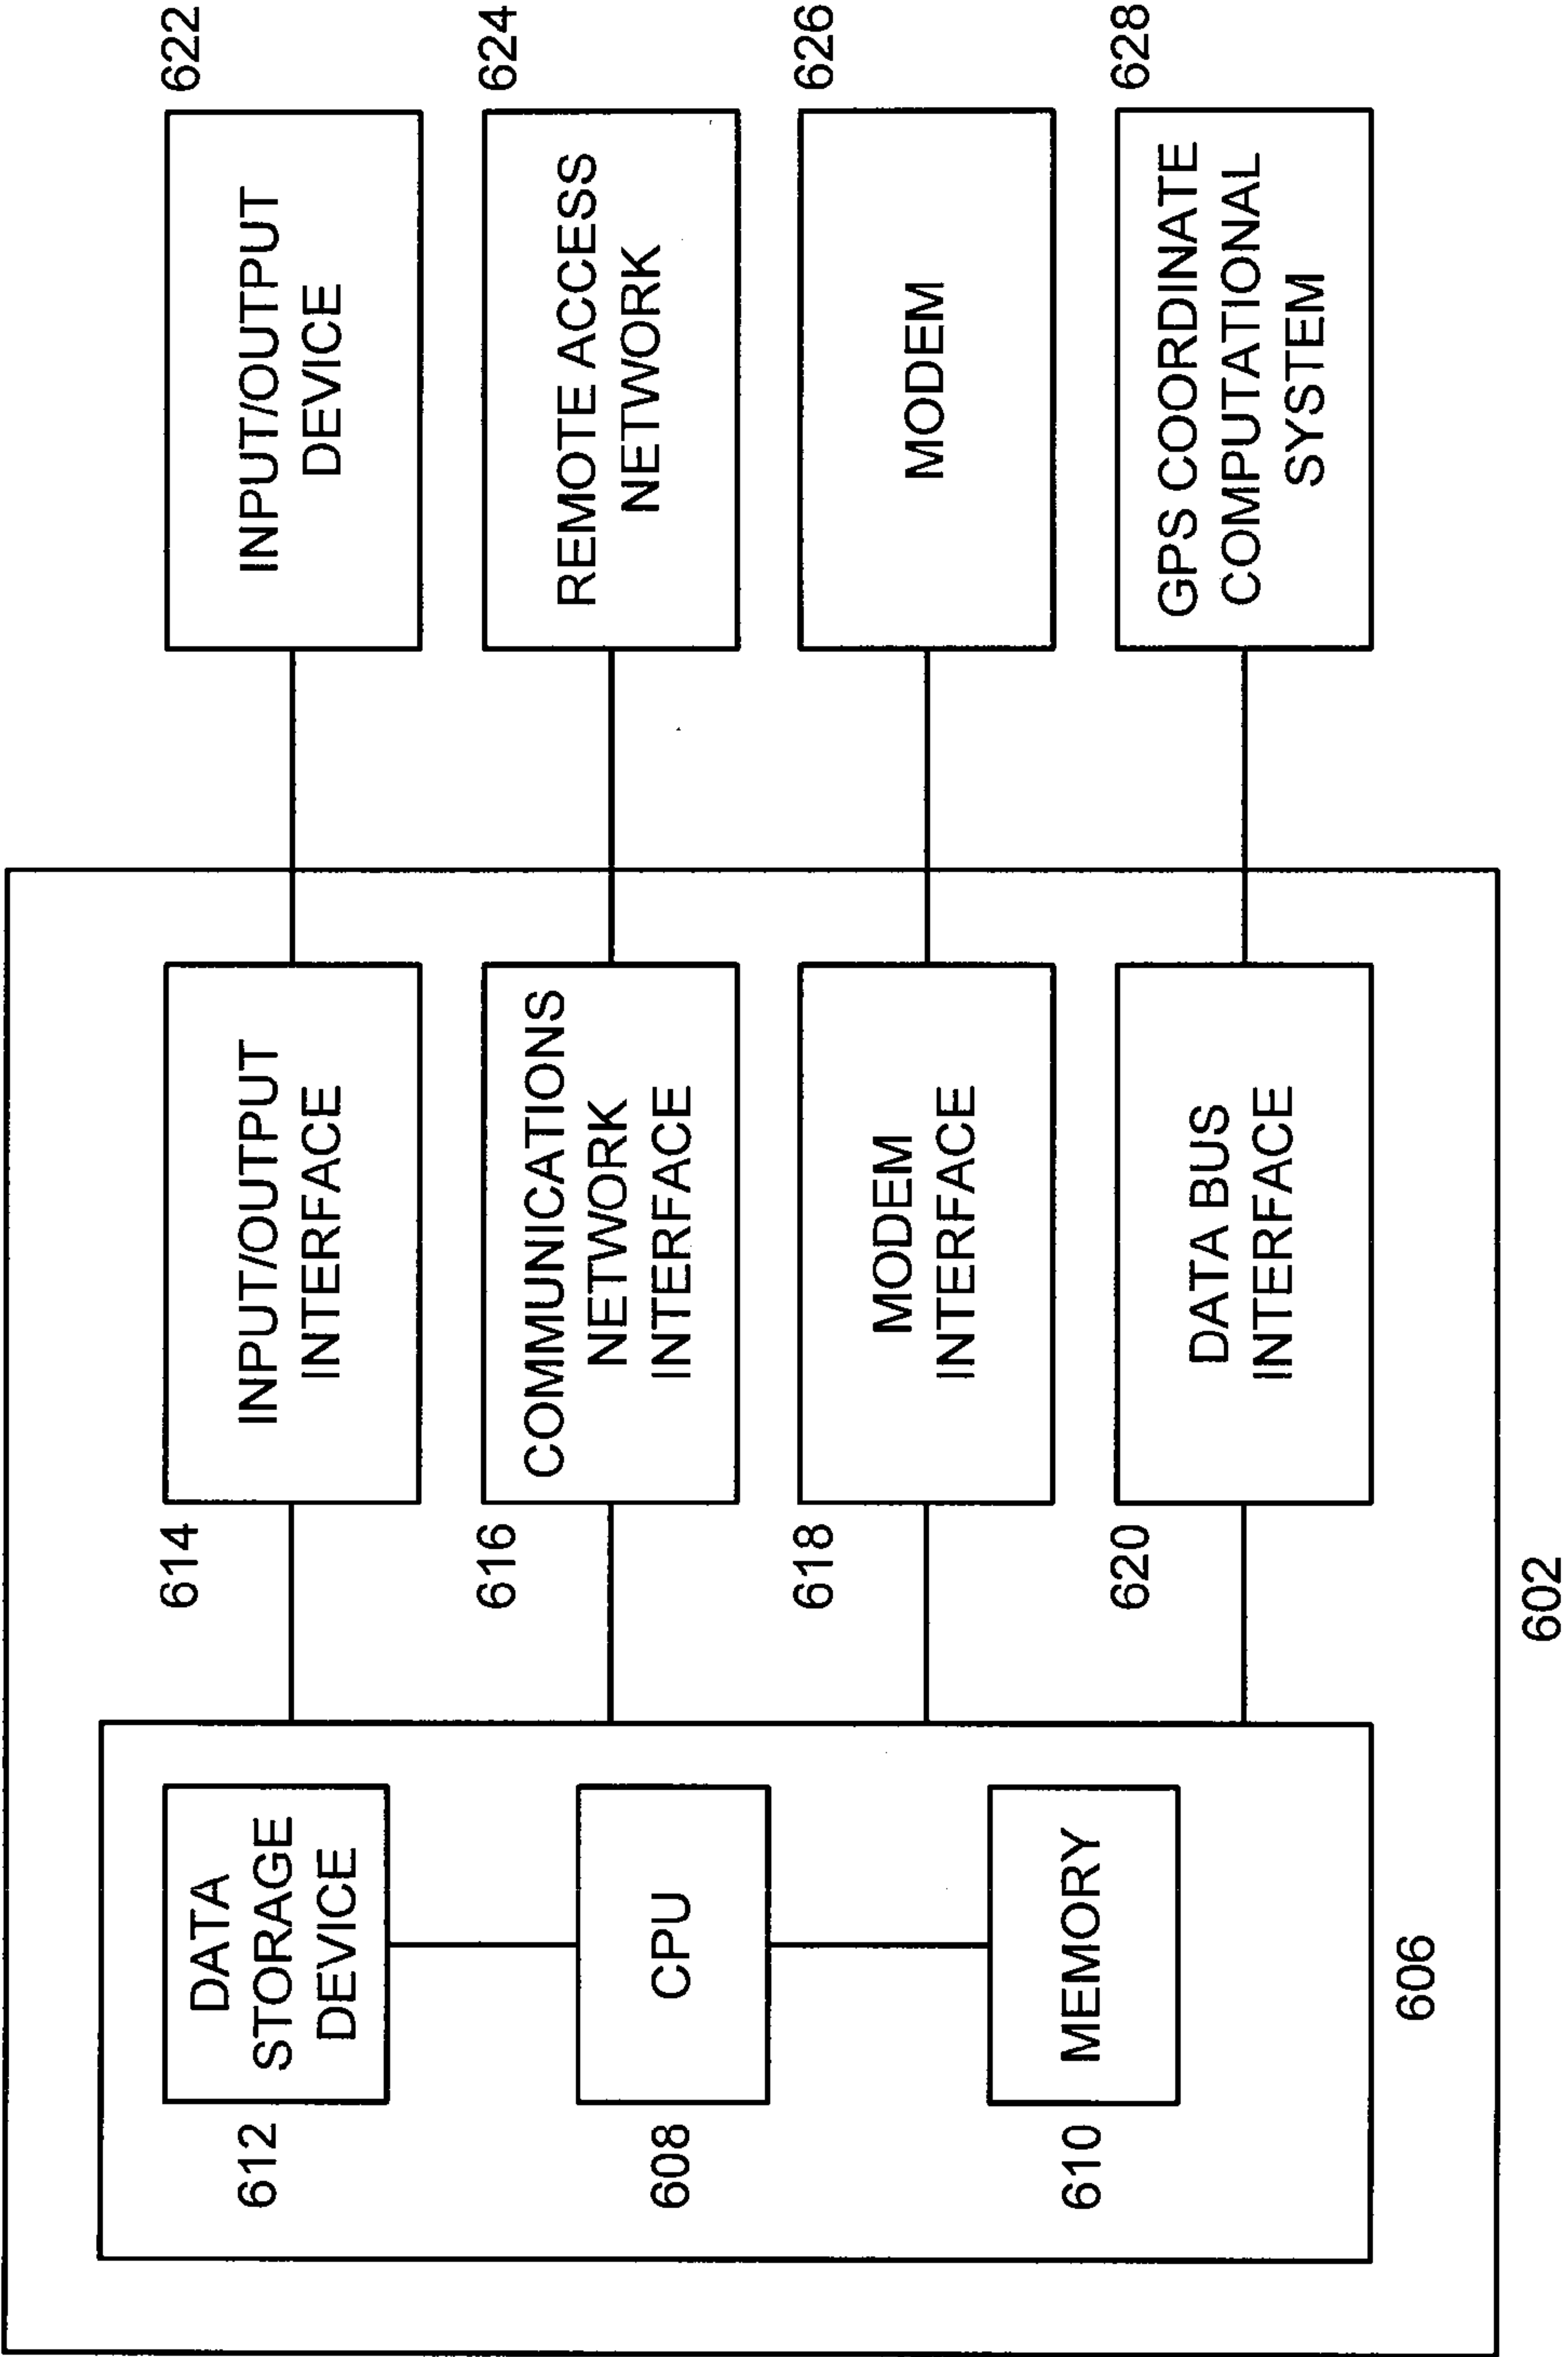 612
DATA
STORAGE
DEVICE
608
CPU
610
MEMORY
606
614
INPUT/OUTPUT
INTERFACE
616
COMMUNICATIONS
NETWORK
INTERFACE
618
MODEM
INTERFACE
620
DATA BUS
INTERFACE
602
622
INPUT/OUTPUT
DEVICE
624
REMOTE ACCESS
NETWORK
626
MODEM
628
GPS COORDINATE
COMPUTATIONAL
SYSTEM